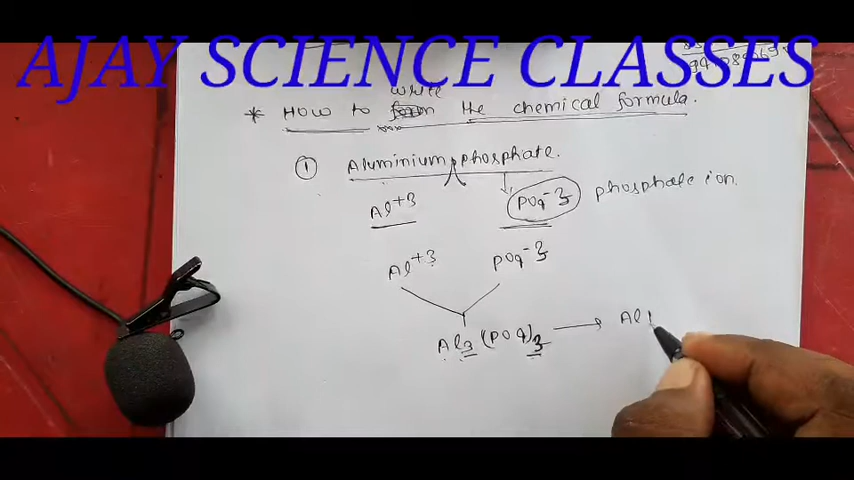 AJAY SCIENCE CLASSES
write
* How to the chemical formula.
① Aluminium phosphate.
Al+3 PO4-3 phosphate ion.
Al+3 PO4-3
Al3(PO4)3 → Al